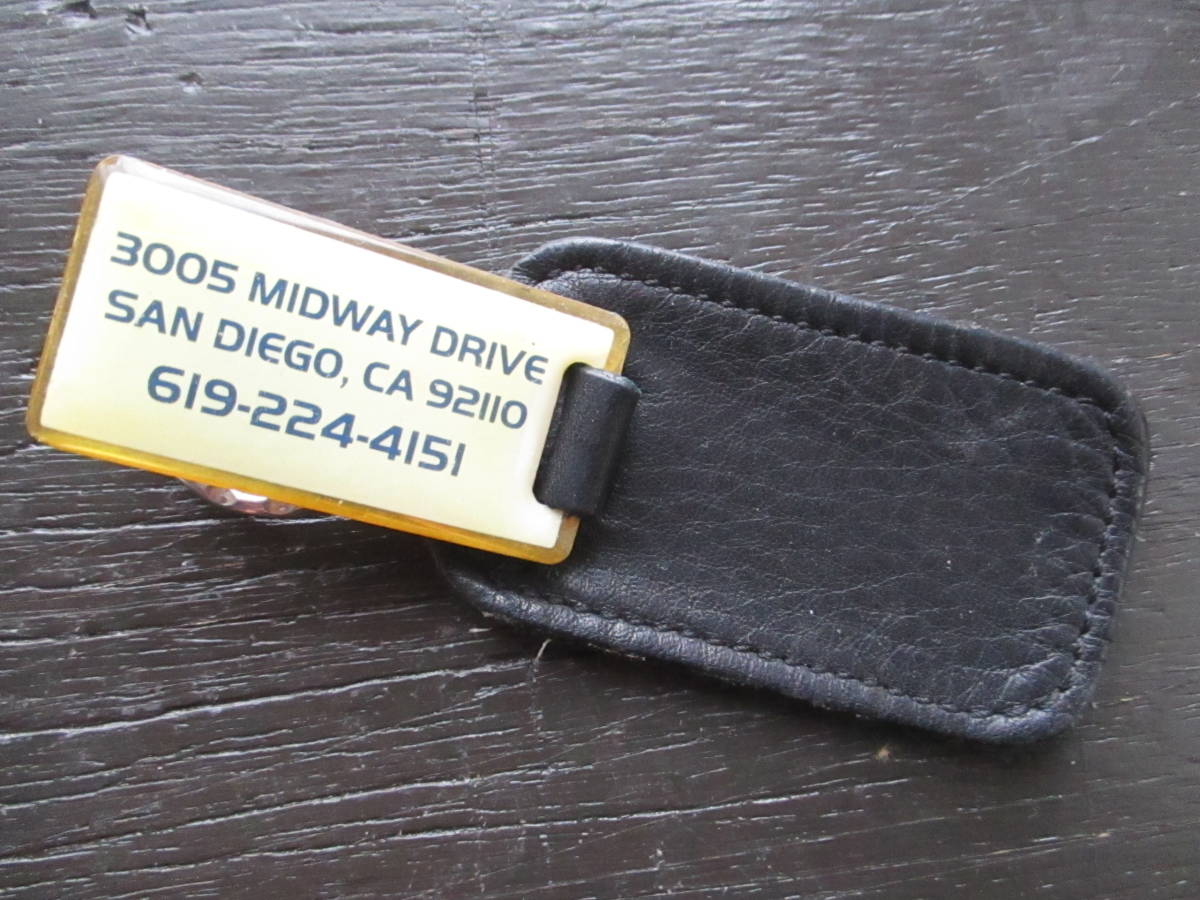 3005 MIDWAY DRIVE
SAN DIEGO, CA 92110
619-224-4151